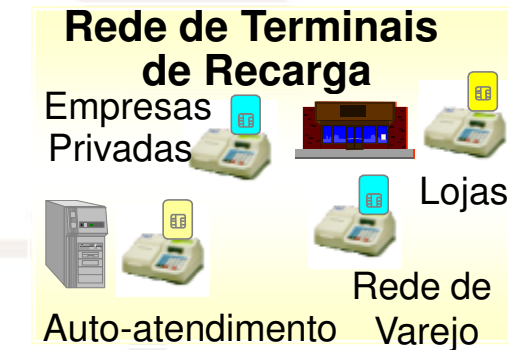 Rede de Terminais
de Recarga
Empresas
Privadas
Lojas
Rede de
Varejo
Auto-atendimento